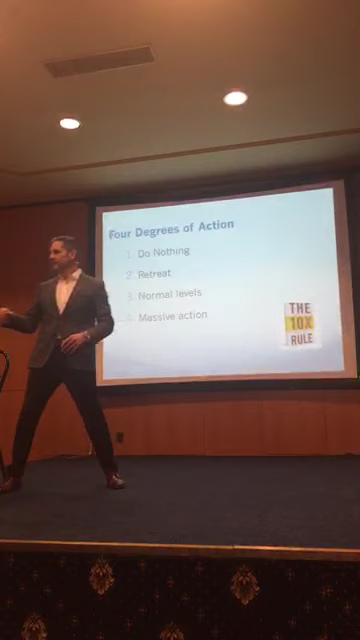 Four Degrees of Action
1. Do Nothing
2. Retreat
3. Normal levels
4. Massive action
THE
10X
RULE